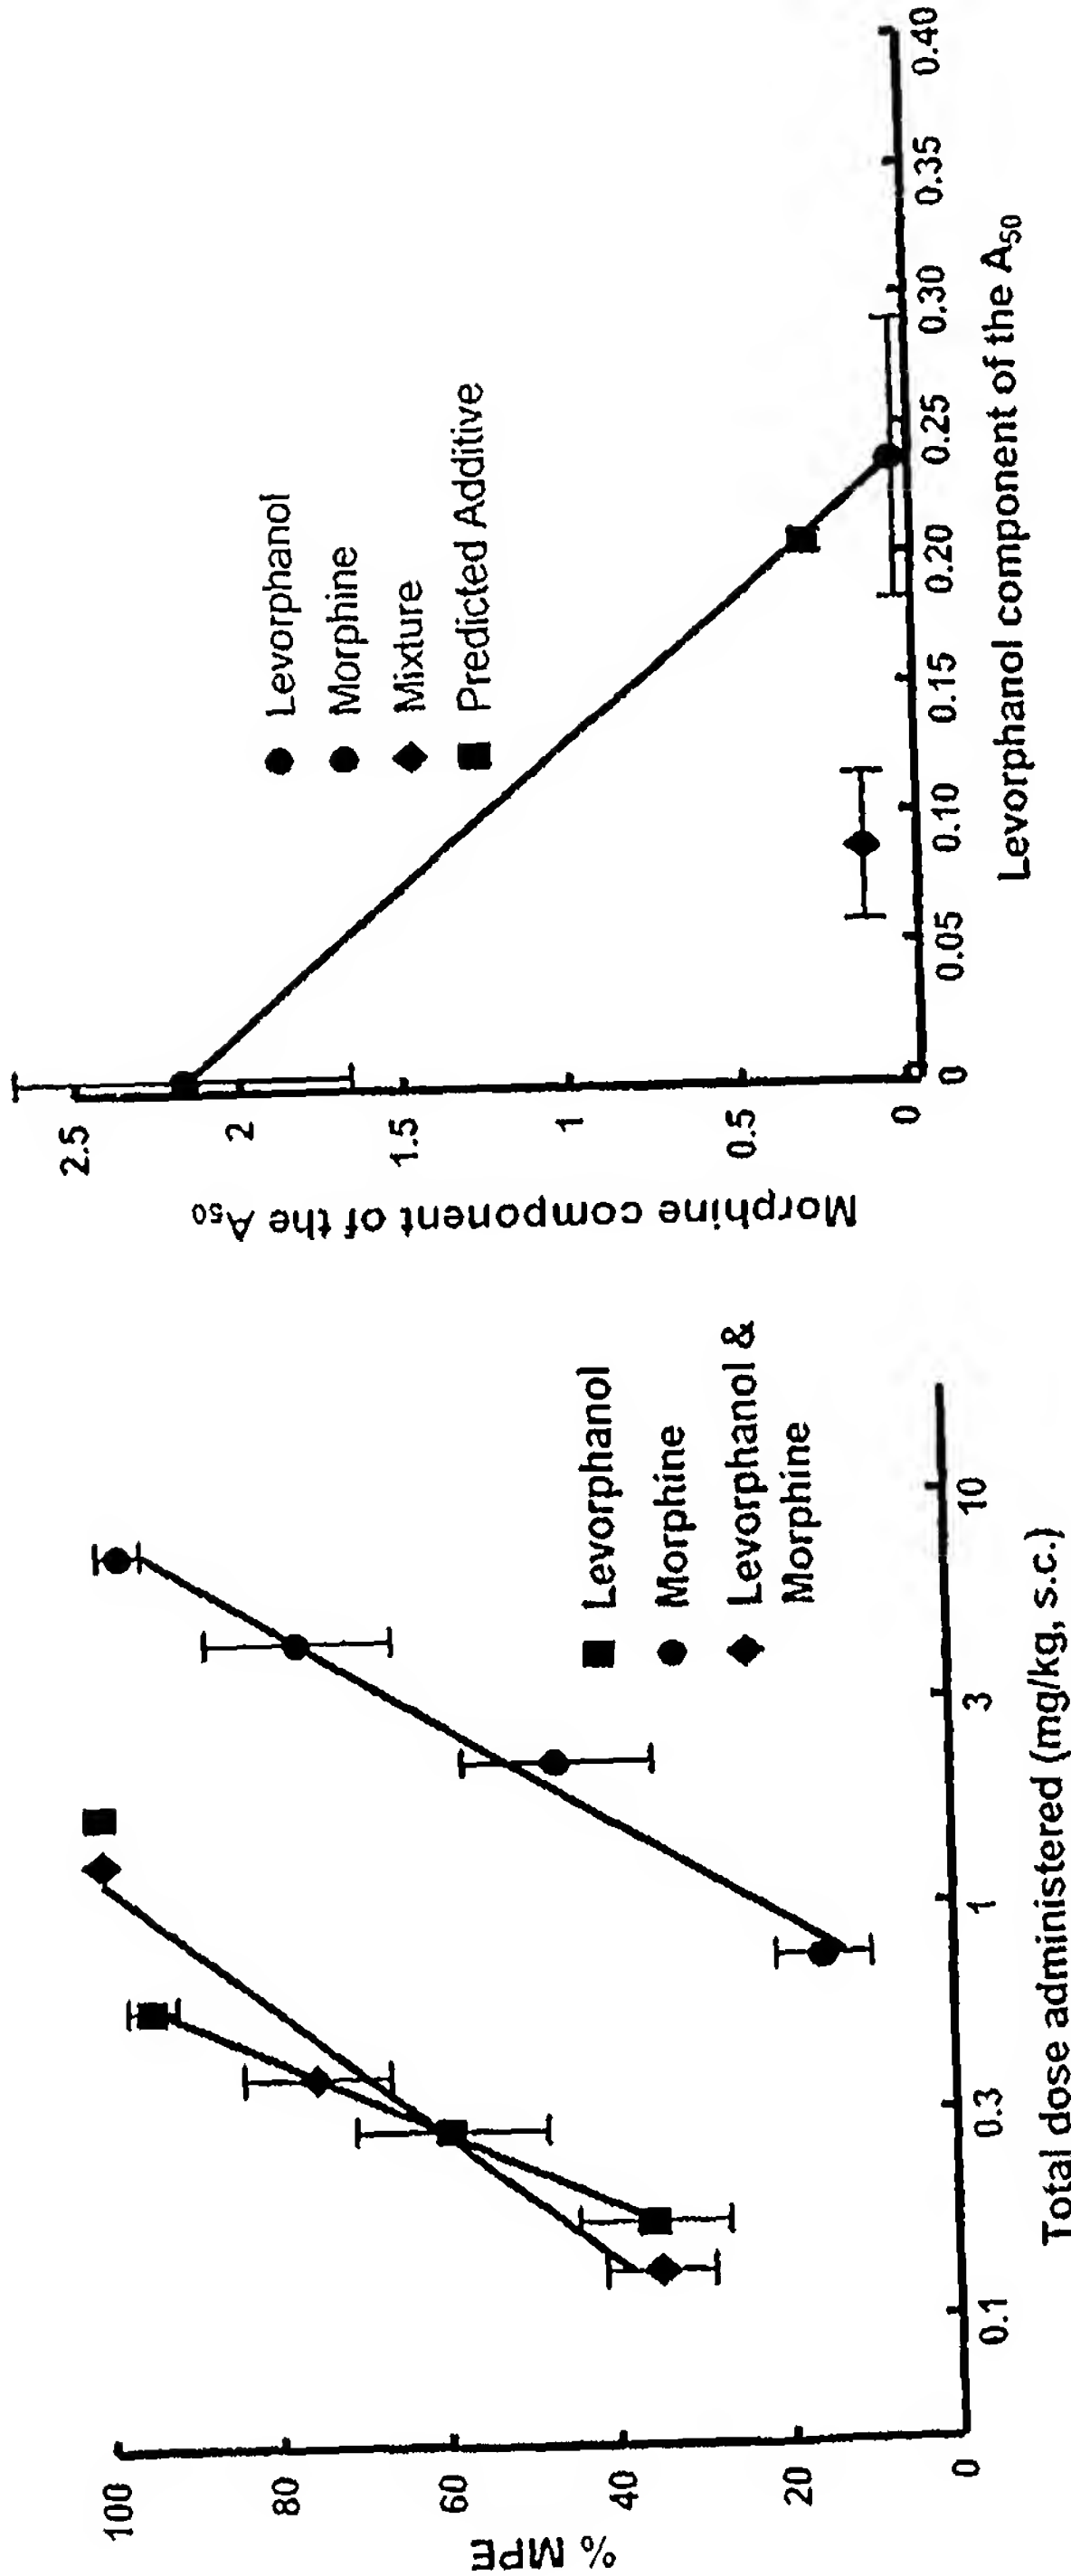 % MPE
100
80
60
40
20
0
0.1
0.3
1
3
10
Total dose administered (mg/kg, s.c.)
Levorphanol
Morphine
Levorphanol &
Morphine
Morphine component of the A50
2.5
2
1.5
1
0.5
0
0
0.05
0.10
0.15
0.20
0.25
0.30
0.35
0.40
Levorphanol component of the A50
Levorphanol
Morphine
Mixture
Predicted Additive